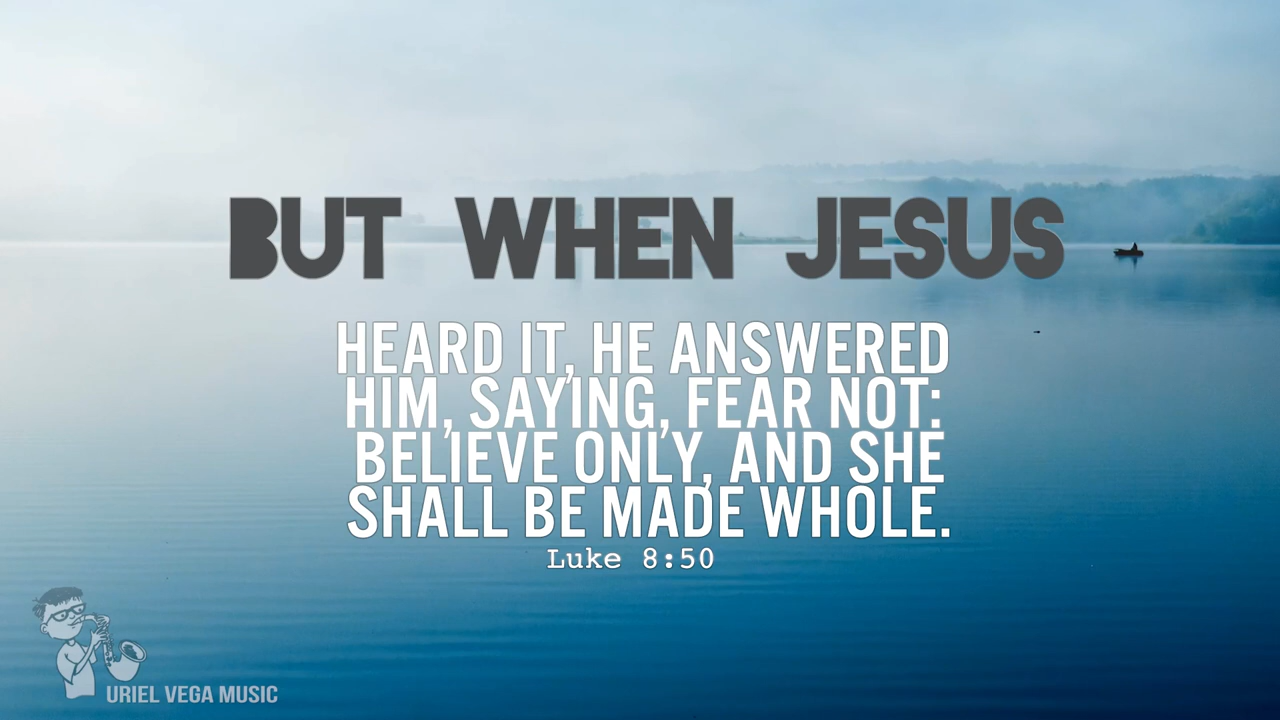 BUT WHEN JESUS
HEARD IT, HE ANSWERED
HIM, SAYING, FEAR NOT:
BELIEVE ONLY, AND SHE
SHALL BE MADE WHOLE.
Luke 8:50
URIEL VEGA MUSIC